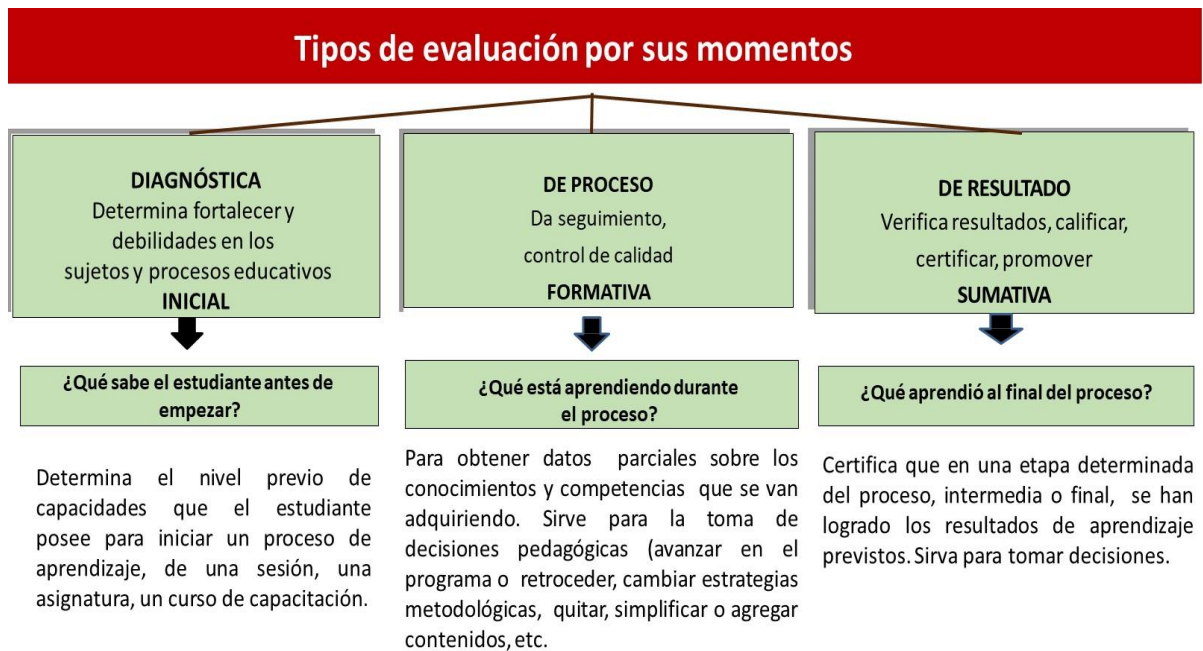 Tipos de evaluación por sus momentos
DIAGNÓSTICA
Determina fortalecer y
debilidades en los
sujetos y procesos educativos
INICIAL
¿Qué sabe el estudiante antes de
empezar?
Determina el nivel previo de
capacidades que el estudiante
posee para iniciar un proceso de
aprendizaje, de una sesión, una
asignatura, un curso de capacitación.
DE PROCESO
Da seguimiento,
control de calidad
FORMATIVA
¿Qué está aprendiendo durante
el proceso?
Para obtener datos parciales sobre los
conocimientos y competencias que se van
adquiriendo. Sirve para la toma de
decisiones pedagógicas (avanzar en el
programa o retroceder, cambiar estrategias
metodológicas, quitar, simplificar o agregar
contenidos, etc.
DE RESULTADO
Verifica resultados, calificar,
certificar, promover
SUMATIVA
¿Qué aprendió al final del proceso?
Certifica que en una etapa determinada
del proceso, intermedia o final, se han
logrado los resultados de aprendizaje
previstos. Sirva para tomar decisiones.